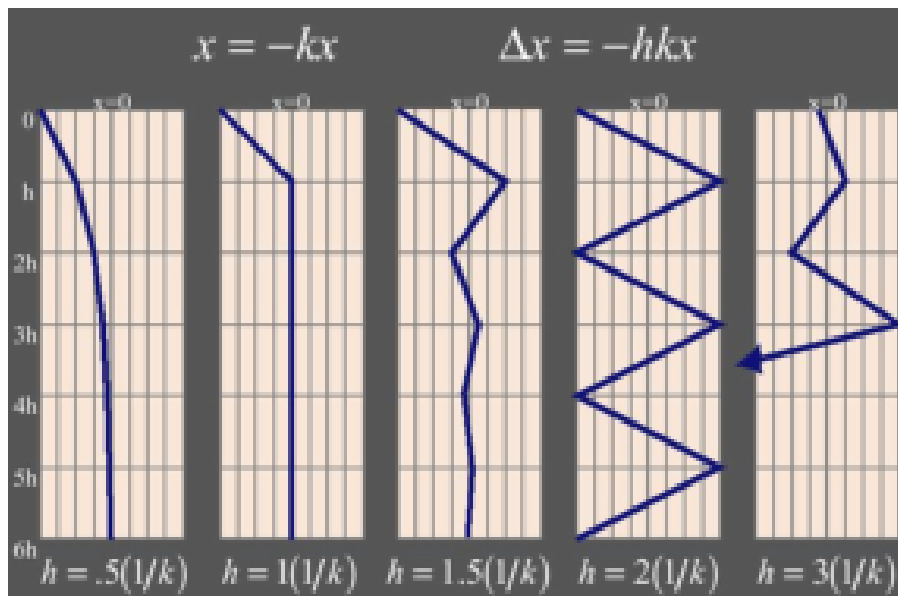 x = −kx
Δx = −hkx
x=0
x=0
x=0
x=0
x=0
0
h
2h
3h
4h
5h
6h
h = .5(1/k)
h = 1(1/k)
h = 1.5(1/k)
h = 2(1/k)
h = 3(1/k)